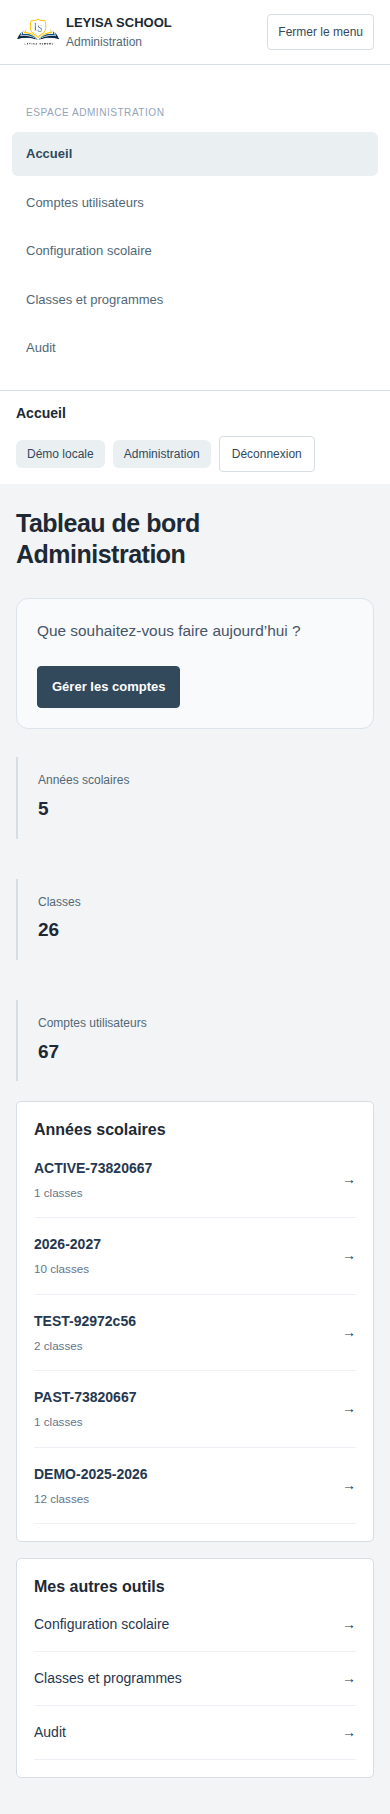 LEYISA SCHOOL
Administration
Fermer le menu
ESPACE ADMINISTRATION
Accueil
Comptes utilisateurs
Configuration scolaire
Classes et programmes
Audit
Accueil
Démo locale
Administration
Déconnexion
Tableau de bord
Administration
Que souhaitez-vous faire aujourd’hui ?
Gérer les comptes
Années scolaires
5
Classes
26
Comptes utilisateurs
67
Années scolaires
ACTIVE-73820667
1 classes
→
2026-2027
10 classes
→
TEST-92972c56
2 classes
→
PAST-73820667
1 classes
→
DEMO-2025-2026
12 classes
→
Mes autres outils
Configuration scolaire →
Classes et programmes →
Audit →